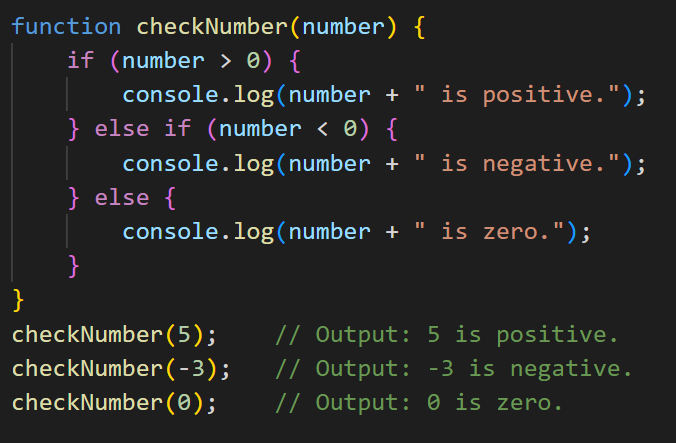 function checkNumber(number) {
    if (number > 0) {
        console.log(number + " is positive.");
    } else if (number < 0) {
        console.log(number + " is negative.");
    } else {
        console.log(number + " is zero.");
    }
}
checkNumber(5);    // Output: 5 is positive.
checkNumber(-3);   // Output: -3 is negative.
checkNumber(0);    // Output: 0 is zero.